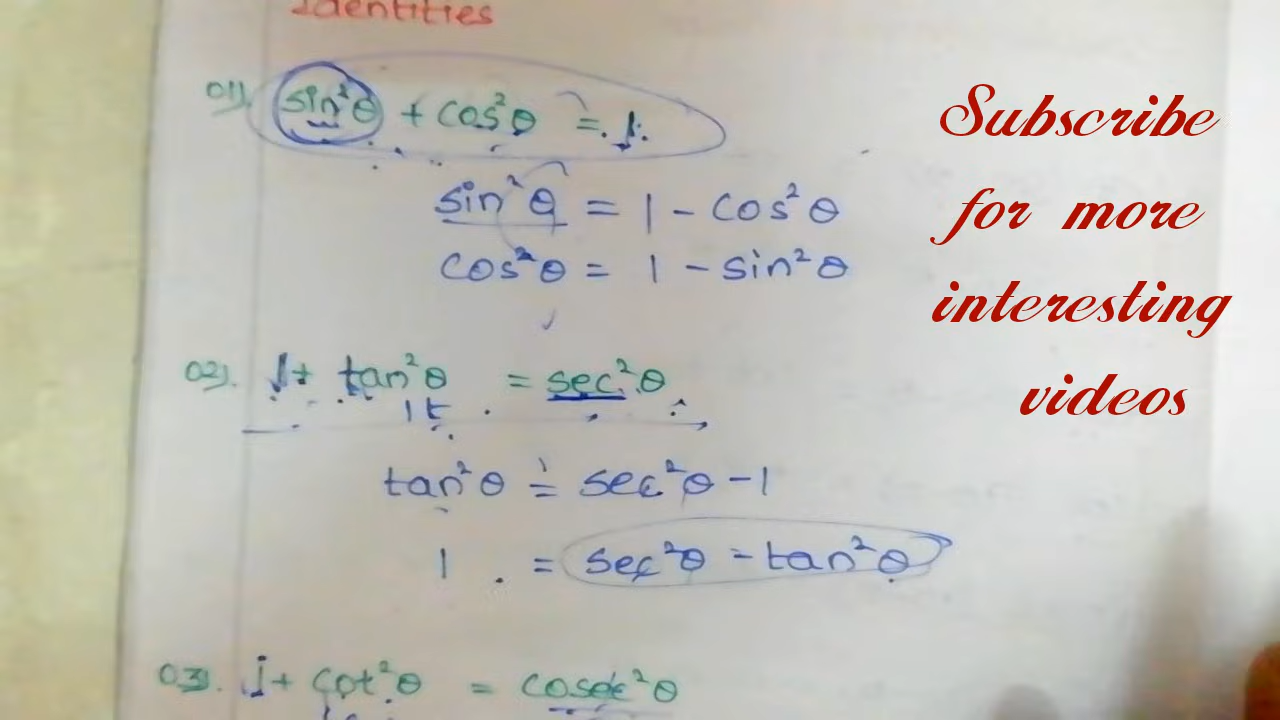 Identities
01). sin²θ + cos²θ = 1.
sin²θ = 1 - cos²θ
cos²θ = 1 - sin²θ
02). 1+ tan²θ = sec²θ
1t
tan²θ = sec²θ - 1
1 = sec²θ - tan²θ
03). 1+ cot²θ = cosec²θ
Subscribe
for more
interesting
videos